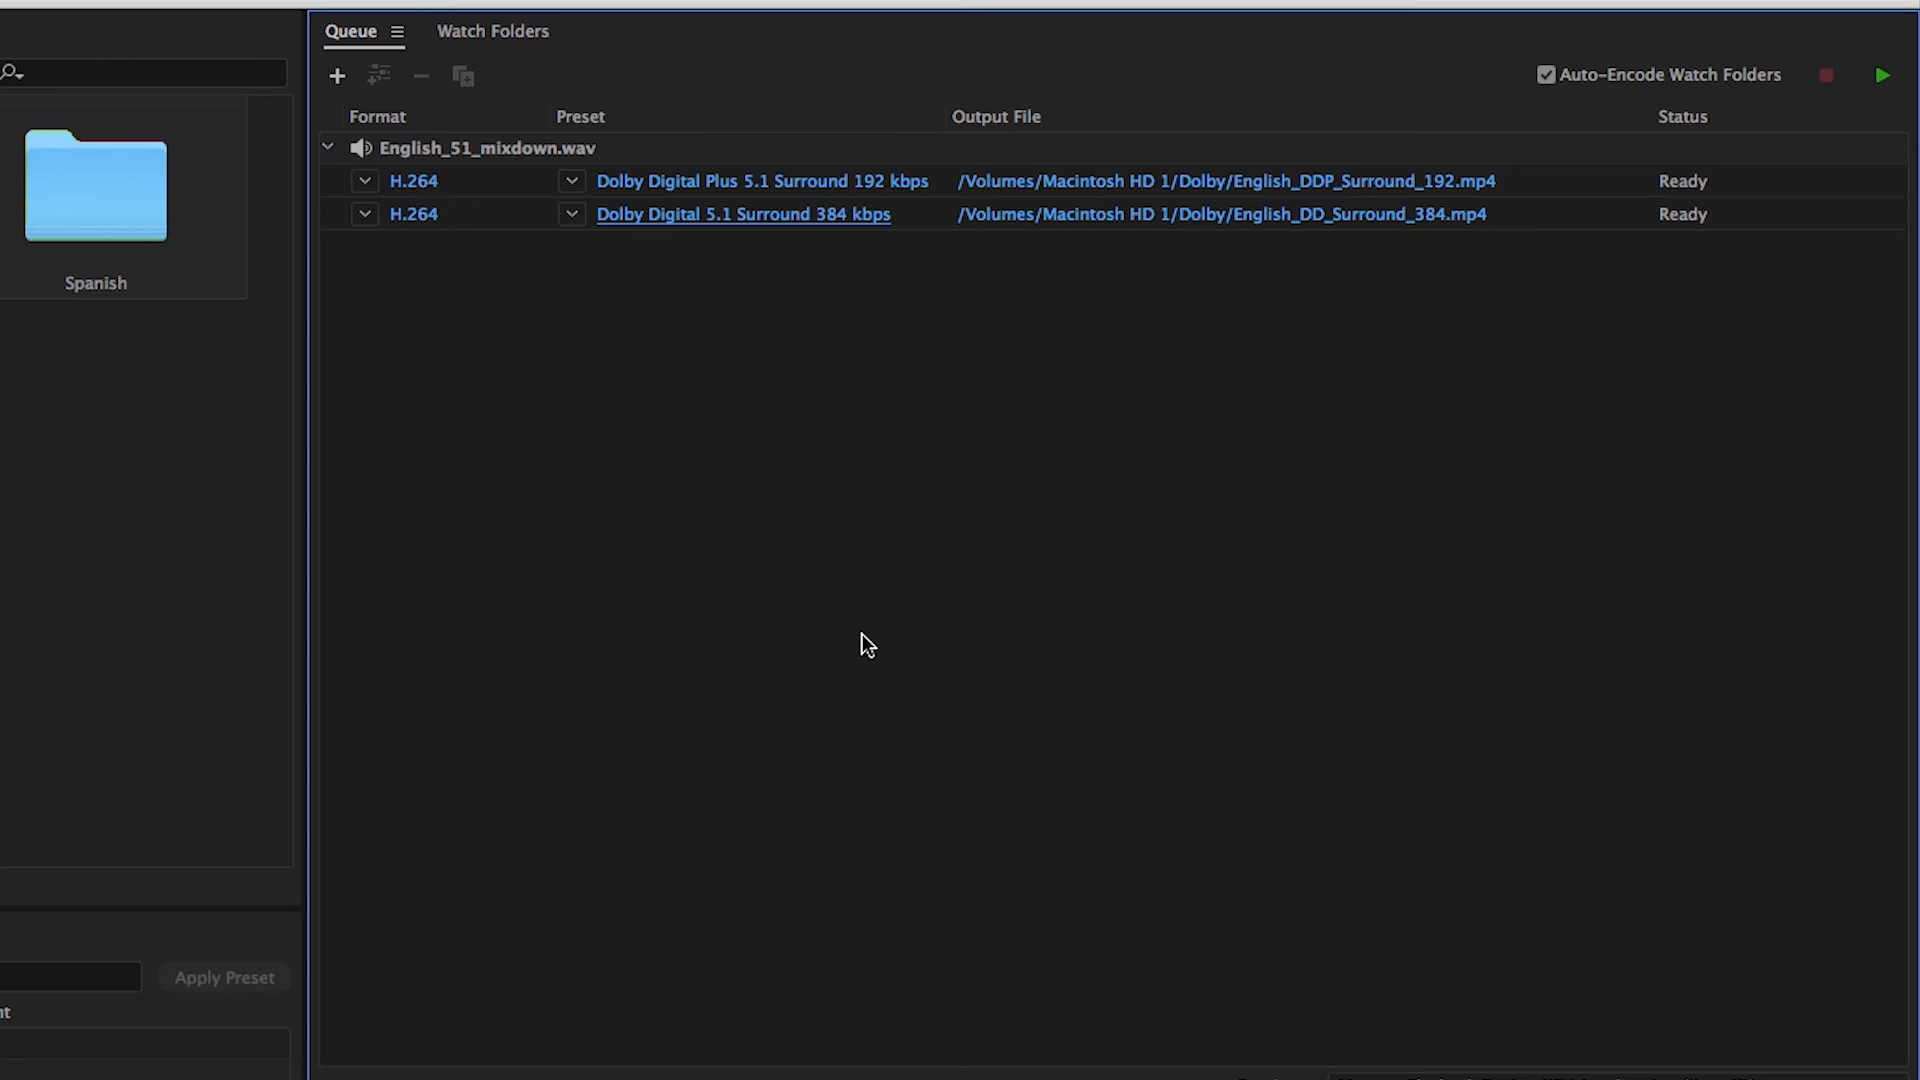 Queue
Watch Folders
Auto-Encode Watch Folders
Format Preset Output File Status
English_51_mixdown.wav
H.264 Dolby Digital Plus 5.1 Surround 192 kbps /Volumes/Macintosh HD 1/Dolby/English_DDP_Surround_192.mp4 Ready
H.264 Dolby Digital 5.1 Surround 384 kbps /Volumes/Macintosh HD 1/Dolby/English_DD_Surround_384.mp4 Ready
Spanish
Apply Preset
nt